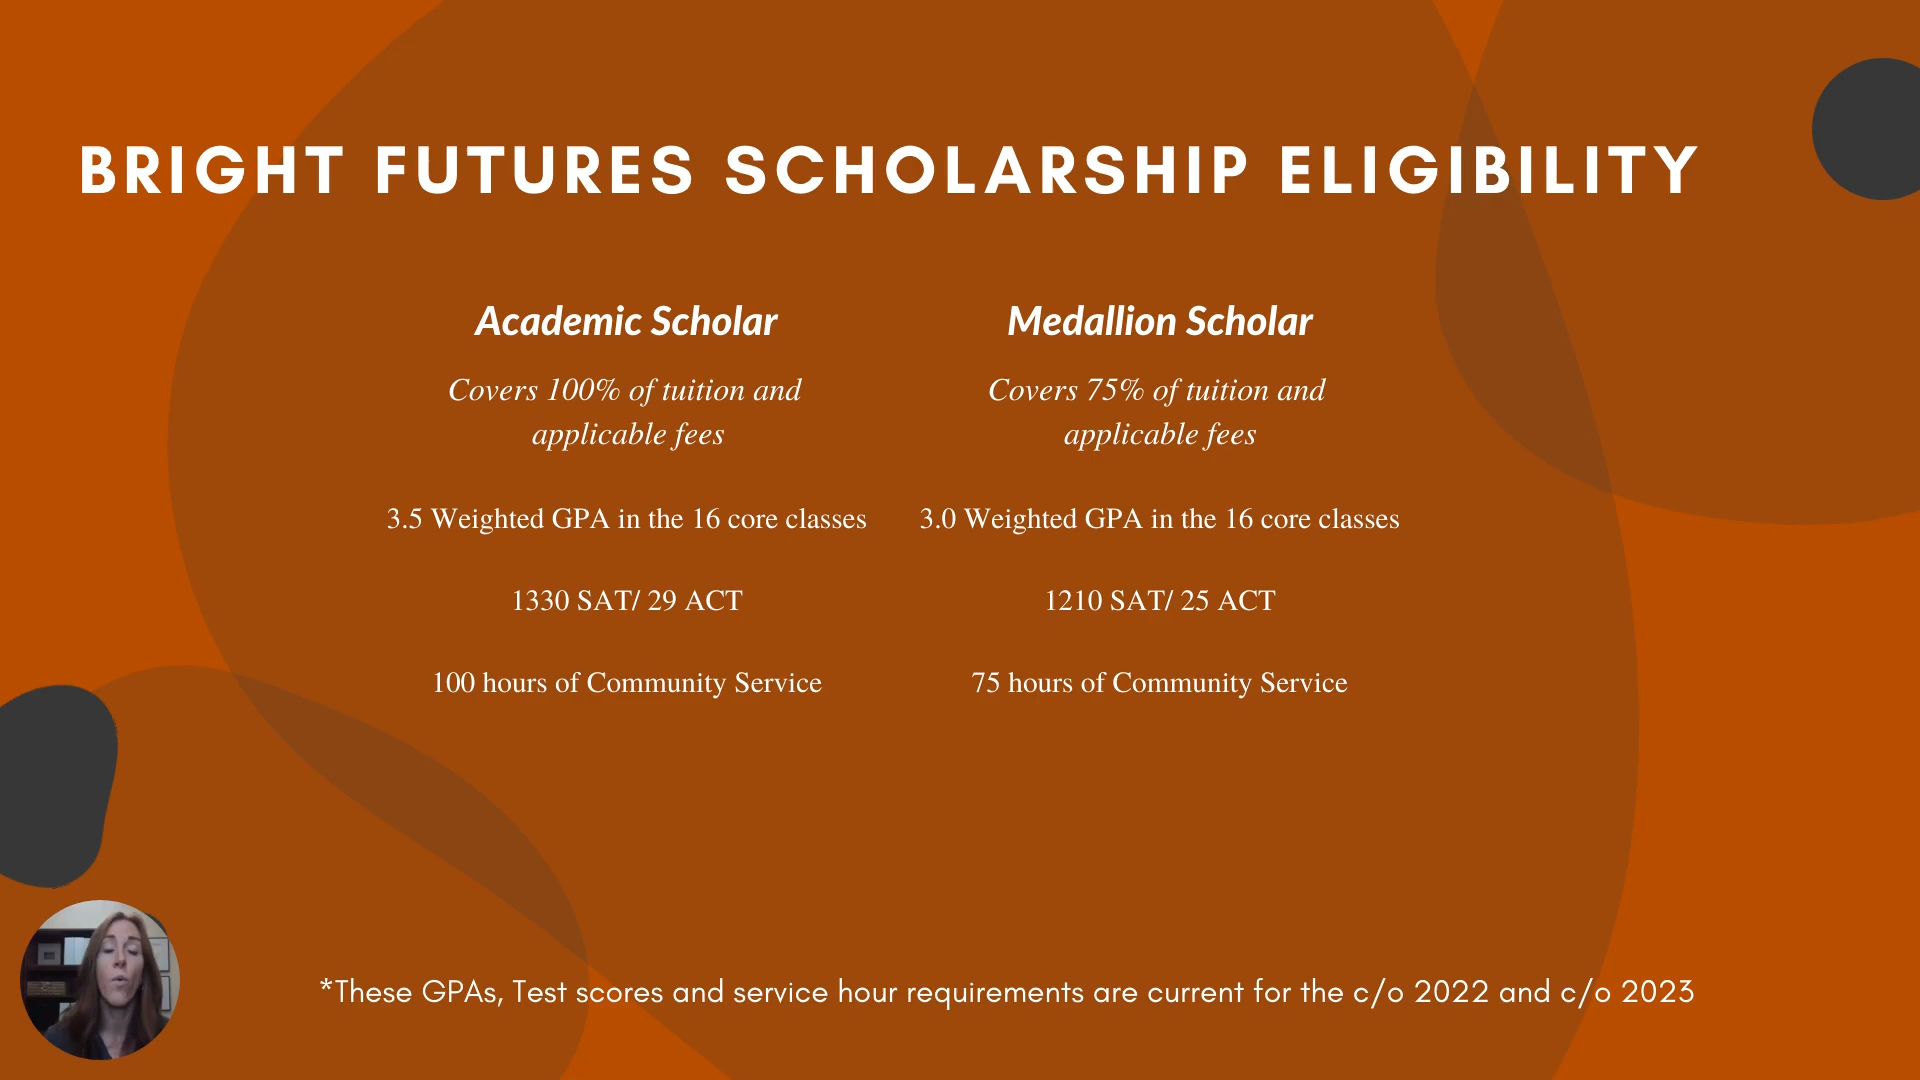 BRIGHT FUTURES SCHOLARSHIP ELIGIBILITY
Academic Scholar
Covers 100% of tuition and
applicable fees
3.5 Weighted GPA in the 16 core classes
1330 SAT/ 29 ACT
100 hours of Community Service
Medallion Scholar
Covers 75% of tuition and
applicable fees
3.0 Weighted GPA in the 16 core classes
1210 SAT/ 25 ACT
75 hours of Community Service
*These GPAs, Test scores and service hour requirements are current for the c/o 2022 and c/o 2023